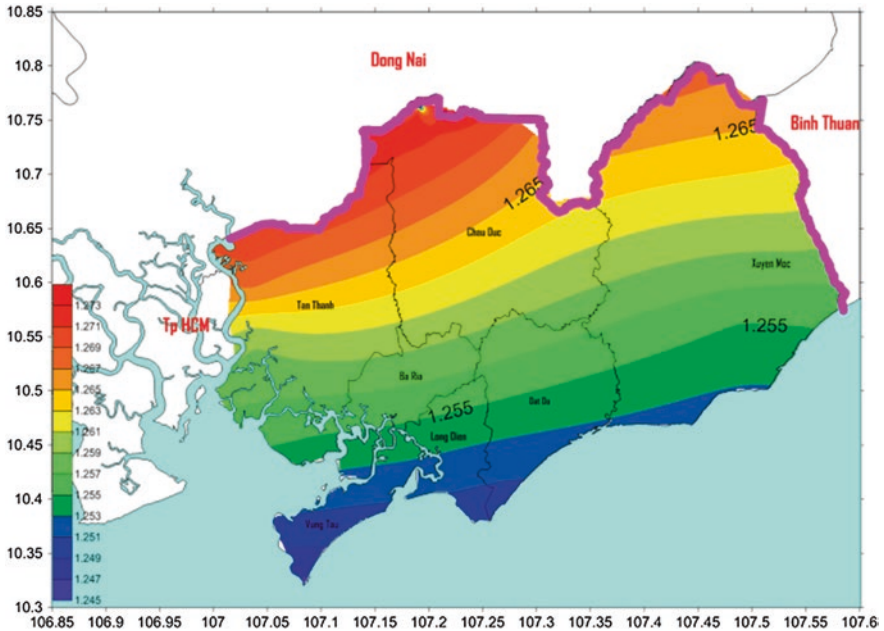 10.85
10.8
10.75
10.7
10.65
10.6
10.55
10.5
10.45
10.4
10.35
10.3
Dong Nai
Binh Thuan
1.265
1.265
Chau Duc
Xuyen Moc
Tan Thanh
Tp HCM
1.255
Ba Ria
Dat Do
1.255
Long Dien
Vung Tau
1.273
1.271
1.269
1.267
1.265
1.263
1.261
1.259
1.257
1.255
1.253
1.251
1.249
1.247
1.245
106.85 106.9 106.95 107 107.05 107.1 107.15 107.2 107.25 107.3 107.35 107.4 107.45 107.5 107.55 107.6